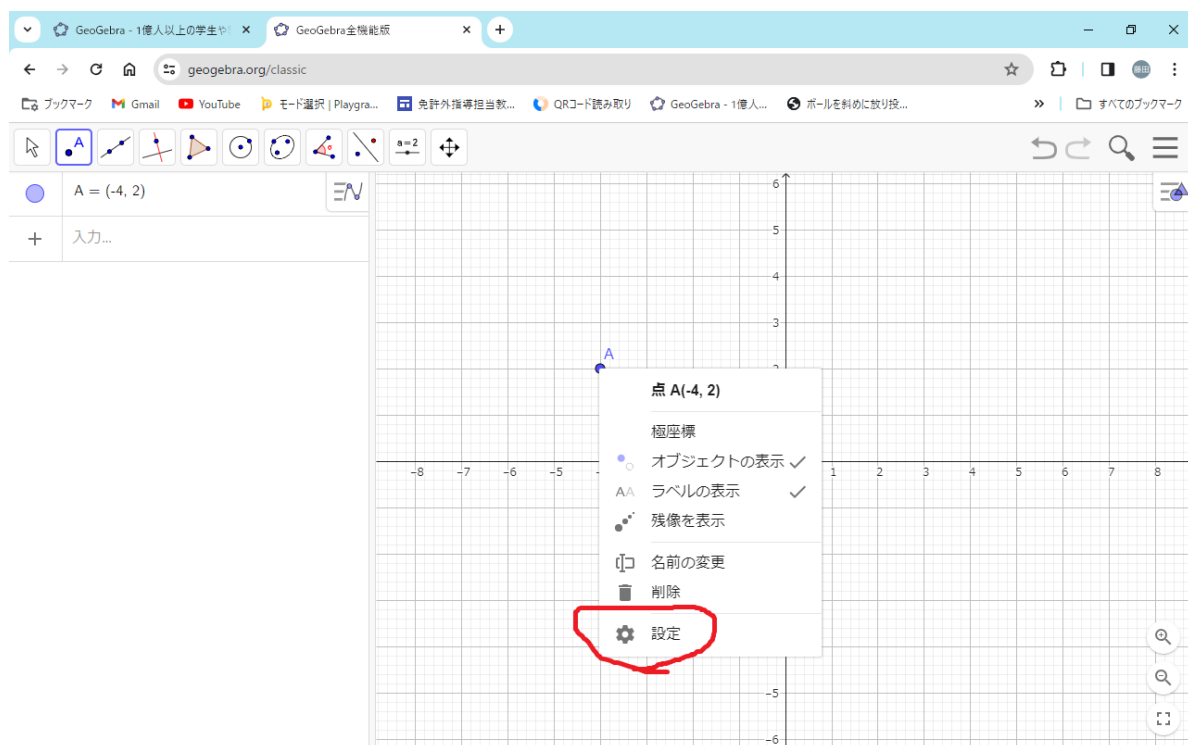 GeoGebra - 1億人以上の学生や
GeoGebra全機能版
geogebra.org/classic
藤田
ブックマーク
Gmail
YouTube
モード選択 | Playgra...
免許外指導担当教...
QRコード読み取り
GeoGebra - 1億人...
ボールを斜めに放り投...
»
すべてのブックマーク
A
a=2
A = (-4, 2)
入力...
6
5
4
3
A
点 A(-4, 2)
極座標
-8 -7 -6 -5 1 2 3 4 5 6 7 8
オブジェクトの表示
AA ラベルの表示
残像を表示
名前の変更
削除
設定
-5
-6